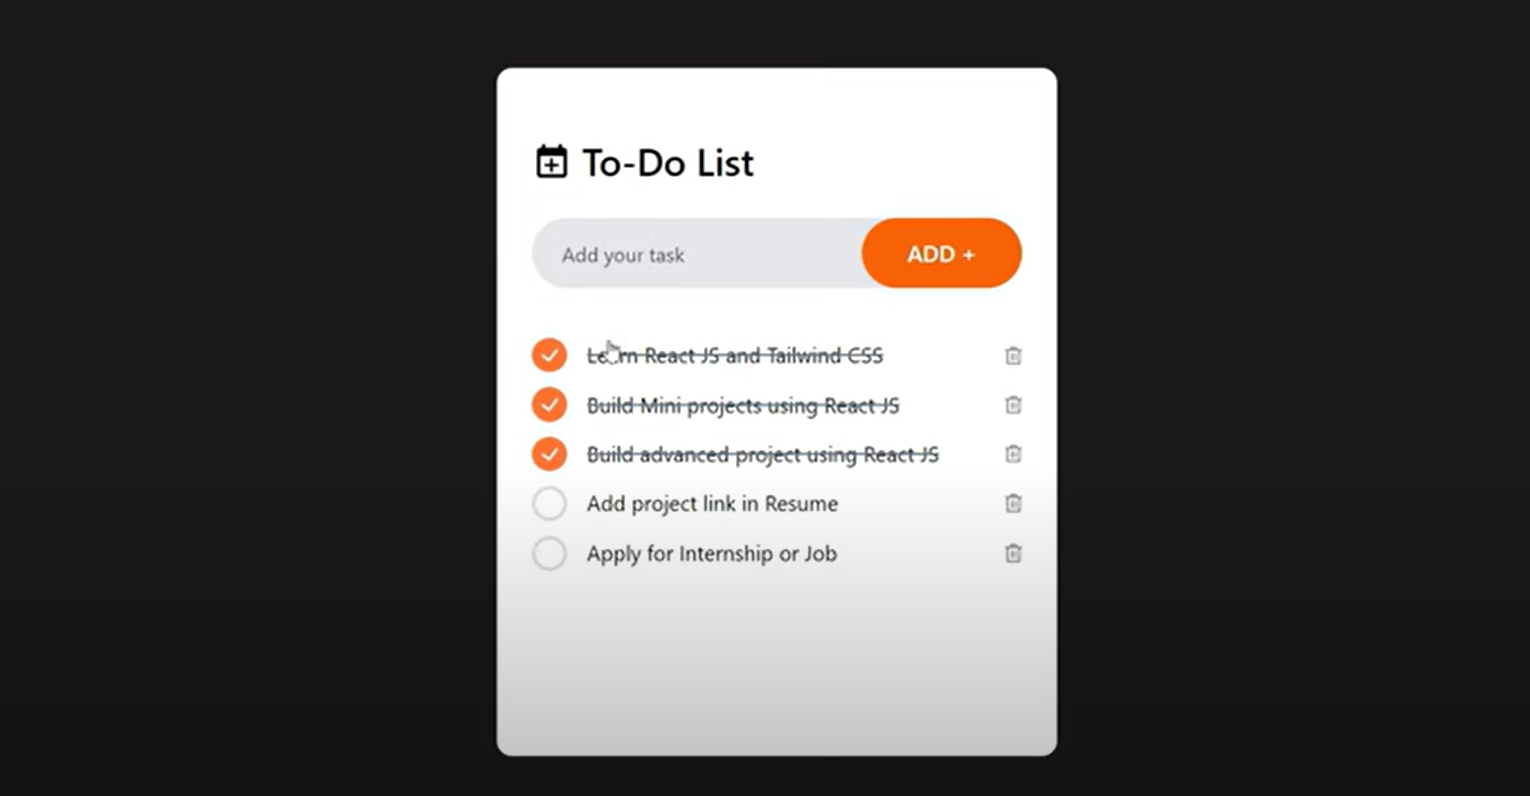 To-Do List
Add your task
ADD +
Learn React JS and Tailwind CSS
Build Mini projects using React JS
Build advanced project using React JS
Add project link in Resume
Apply for Internship or Job